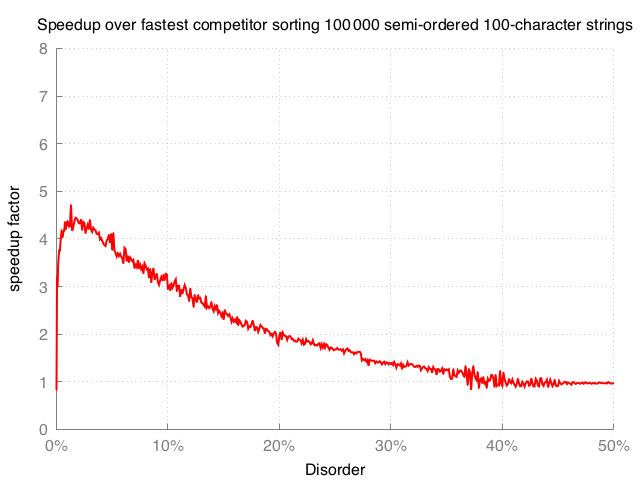 Speedup over fastest competitor sorting 100 000 semi-ordered 100-character strings
8
7
6
5
4
3
2
1
0
speedup factor
0% 10% 20% 30% 40% 50%
Disorder